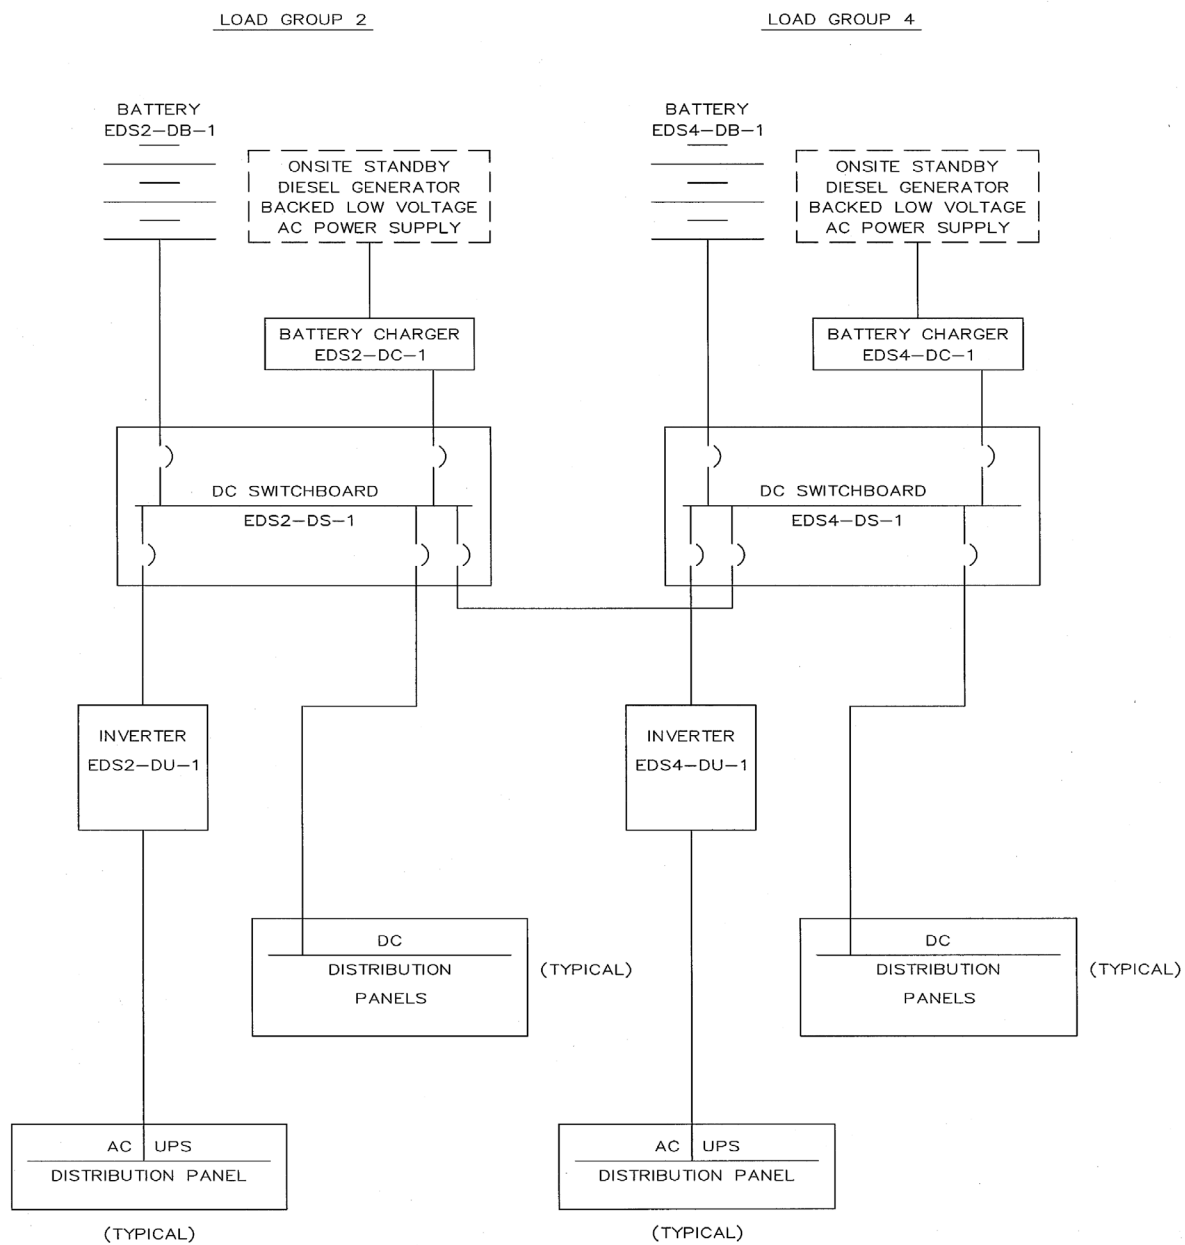 LOAD GROUP 2
LOAD GROUP 4
BATTERY
EDS2-DB-1
ONSITE STANDBY
DIESEL GENERATOR
BACKED LOW VOLTAGE
AC POWER SUPPLY
BATTERY CHARGER
EDS2-DC-1
DC SWITCHBOARD
EDS2-DS-1
INVERTER
EDS2-DU-1
DC
DISTRIBUTION
PANELS
(TYPICAL)
AC UPS
DISTRIBUTION PANEL
(TYPICAL)
BATTERY
EDS4-DB-1
ONSITE STANDBY
DIESEL GENERATOR
BACKED LOW VOLTAGE
AC POWER SUPPLY
BATTERY CHARGER
EDS4-DC-1
DC SWITCHBOARD
EDS4-DS-1
INVERTER
EDS4-DU-1
DC
DISTRIBUTION
PANELS
(TYPICAL)
AC UPS
DISTRIBUTION PANEL
(TYPICAL)